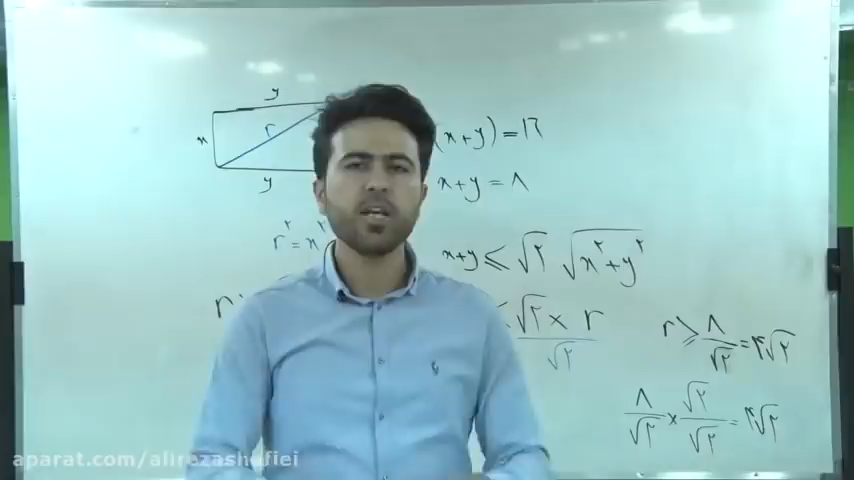 y
x
r
y
(x+y) = ۱۶
x+y = ۸
r² = x²
x+y ⩽ √۲ √x²+y²
√۲ × r
√۲
r ⩾ ۸/√۲ = ۴√۲
۸/√۲ × √۲/√۲ = ۴√۲
aparat.com/alirezashafiei